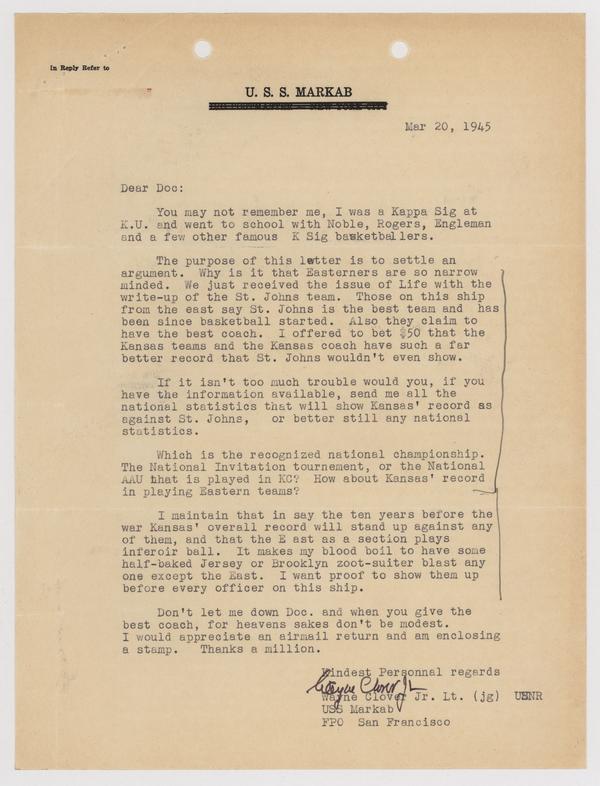 In Reply Refer to
U. S. S. MARKAB
Mar 20, 1945
Dear Doc:
You may not remember me, I was a Kappa Sig at
K.U. and went to school with Noble, Rogers, Engleman
and a few other famous K Sig basketballers.
The purpose of this letter is to settle an
argument. Why is it that Easterners are so narrow
minded. We just received the issue of Life with the
write-up of the St. Johns team. Those on this ship
from the east say St. Johns is the best team and has
been since basketball started. Also they claim to
have the best coach. I offered to bet $50 that the
Kansas teams and the Kansas coach have such a far
better record that St. Johns wouldn't even show.
If it isn't too much trouble would you, if you
have the information available, send me all the
national statistics that will show Kansas' record as
against St. Johns, or better still any national
statistics.
Which is the recognized national championship.
The National Invitation tournement, or the National
AAU that is played in KC? How about Kansas' record
in playing Eastern teams?
I maintain that in say the ten years before the
war Kansas' overall record will stand up against any
of them, and that the E ast as a section plays
inferoir ball. It makes my blood boil to have some
half-baked Jersey or Brooklyn zoot-suiter blast any
one except the East. I want proof to show them up
before every officer on this ship.
Don't let me down Doc. and when you give the
best coach, for heavens sakes don't be modest.
I would appreciate an airmail return and am enclosing
a stamp. Thanks a million.
Kindest Personnal regards
Wayne Clover Jr
Wayne Clover Jr. Lt. (jg) USNR
USS Markab
FPO San Francisco